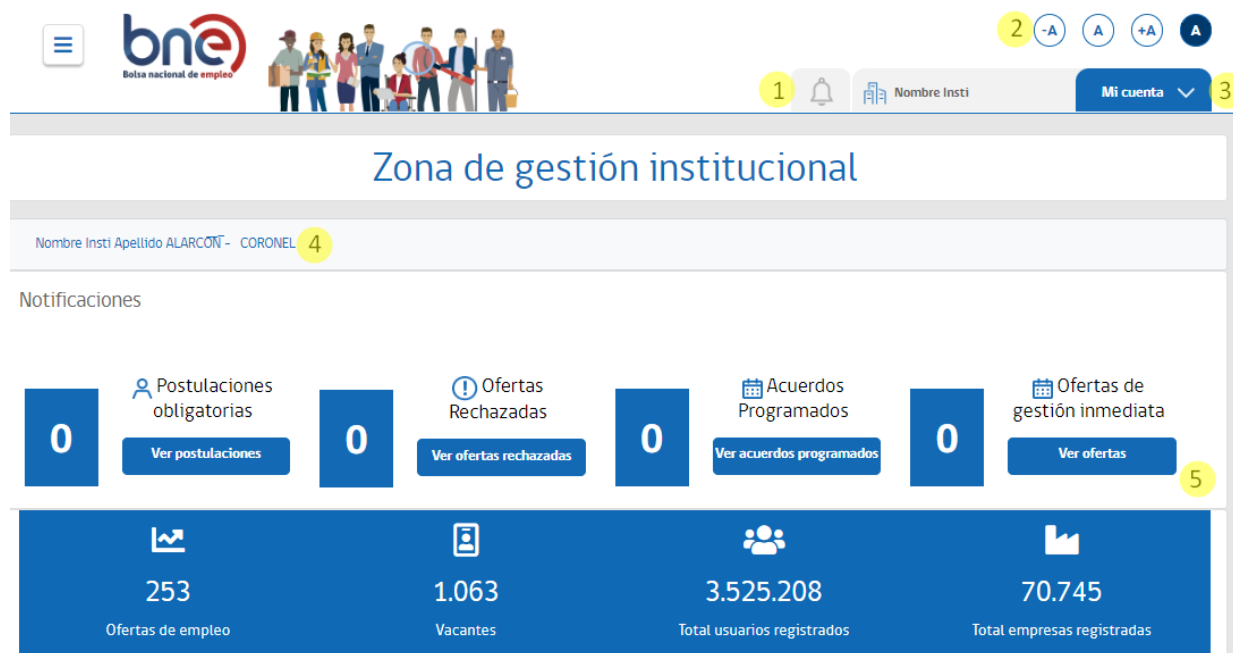 bne
Bolsa nacional de empleo
2 -A A +A A
1 Nombre Insti Mi cuenta 3
Zona de gestión institucional
Nombre Insti Apellido ALARCON - CORONEL 4
Notificaciones
0 Postulaciones obligatorias
Ver postulaciones
0 Ofertas Rechazadas
Ver ofertas rechazadas
0 Acuerdos Programados
Ver acuerdos programados
0 Ofertas de gestión inmediata
Ver ofertas
5
253
Ofertas de empleo
1.063
Vacantes
3.525.208
Total usuarios registrados
70.745
Total empresas registradas